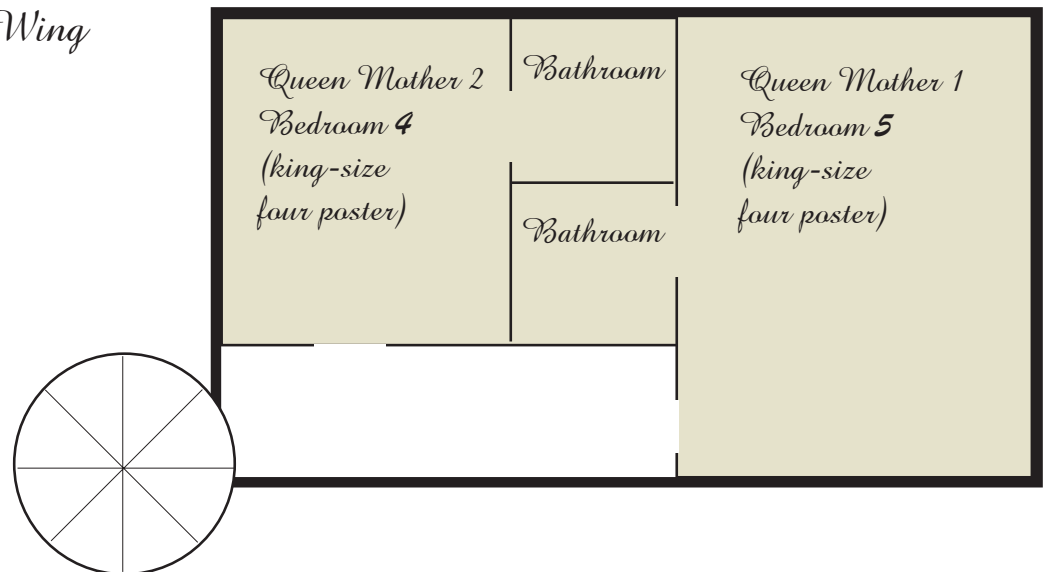 Wing
Queen Mother 2
Bedroom 4
(king-size
four poster)
Bathroom
Bathroom
Queen Mother 1
Bedroom 5
(king-size
four poster)